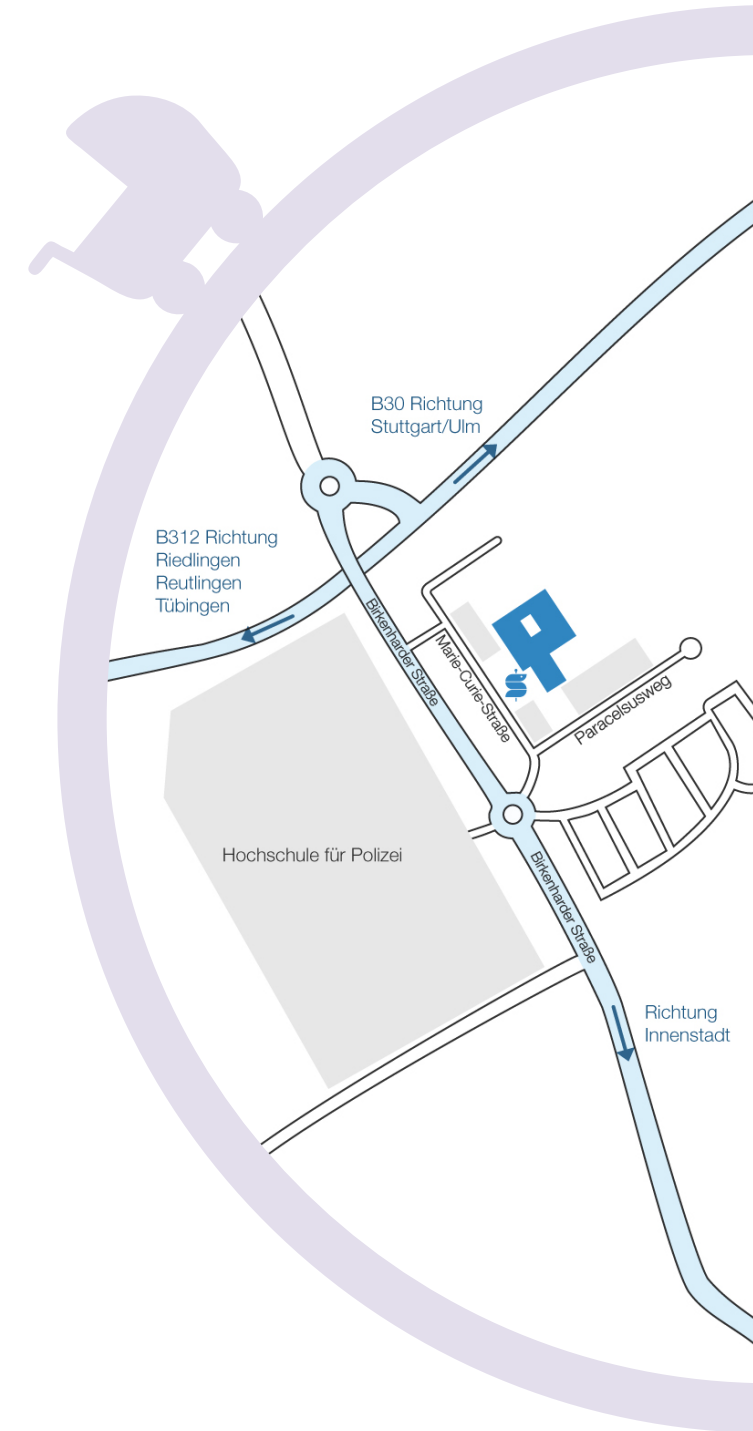 B30 Richtung
Stuttgart/Ulm
B312 Richtung
Riedlingen
Reutlingen
Tübingen
Birkenharder Straße
Marie-Curie-Straße
Paracelsusweg
Hochschule für Polizei
Birkenharder Straße
Richtung
Innenstadt